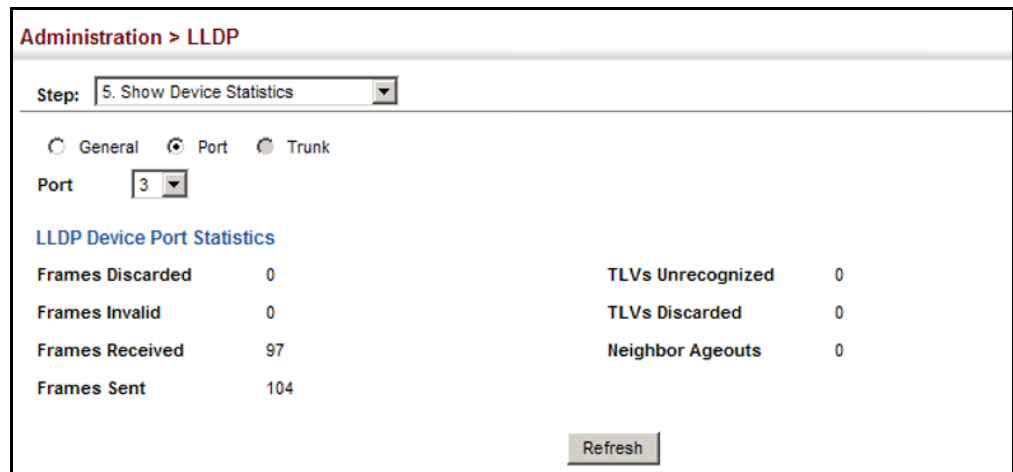 Administration > LLDP
Step: 5. Show Device Statistics
General Port Trunk
Port 3
LLDP Device Port Statistics
Frames Discarded 0 TLVs Unrecognized 0
Frames Invalid 0 TLVs Discarded 0
Frames Received 97 Neighbor Ageouts 0
Frames Sent 104
Refresh